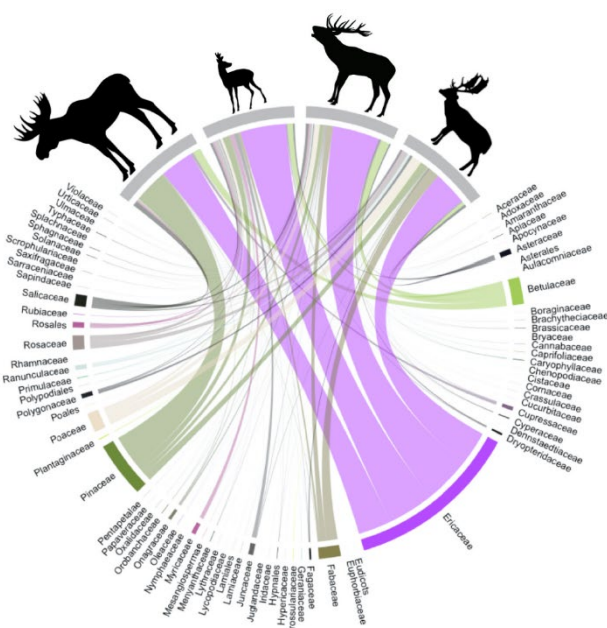 Violaceae
Urticaceae
Ulmaceae
Typhaceae
Splachnaceae
Sphagnaceae
Solanaceae
Scrophulariaceae
Saxifragaceae
Sarraceniaceae
Sapindaceae
Salicaceae
Rubiaceae
Rosales
Rosaceae
Rhamnaceae
Ranunculaceae
Primulaceae
Polypodiales
Polygonaceae
Poales
Poaceae
Plantaginaceae
Pinaceae
Pentapetalae
Papaveraceae
Oxalidaceae
Orobanchaceae
Onagraceae
Oleaceae
Nymphaeaceae
Myricaceae
Mesangiospermae
Menyanthaceae
Lythraceae
Lycopodiaceae
Lamiales
Lamiaceae
Juncaceae
Juglandaceae
Iridaceae
Hypnales
Hypericaceae
Geraniaceae
Fagaceae
Fabaceae
Euphorbiaceae
Eudicots
Ericaceae
Dryopteridaceae
Dennstaedtiaceae
Cyperaceae
Cupressaceae
Cucurbitaceae
Crassulaceae
Cornaceae
Cistaceae
Chenopodiaceae
Caryophyllaceae
Caprifoliaceae
Cannabaceae
Bryaceae
Brassicaceae
Brachytheciaceae
Boraginaceae
Betulaceae
Aulacomniaceae
Asterales
Asteraceae
Apocynaceae
Apiaceae
Amaranthaceae
Adoxaceae
Aceraceae